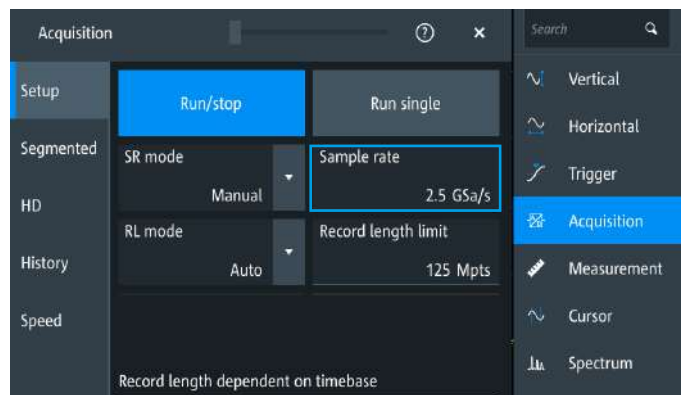 Acquisition
?
×
Setup
Segmented
HD
History
Speed
Run/stop
Run single
SR mode
Manual
Sample rate
2.5 GSa/s
RL mode
Auto
Record length limit
125 Mpts
Record length dependent on timebase
Search
Vertical
Horizontal
Trigger
Acquisition
Measurement
Cursor
Spectrum